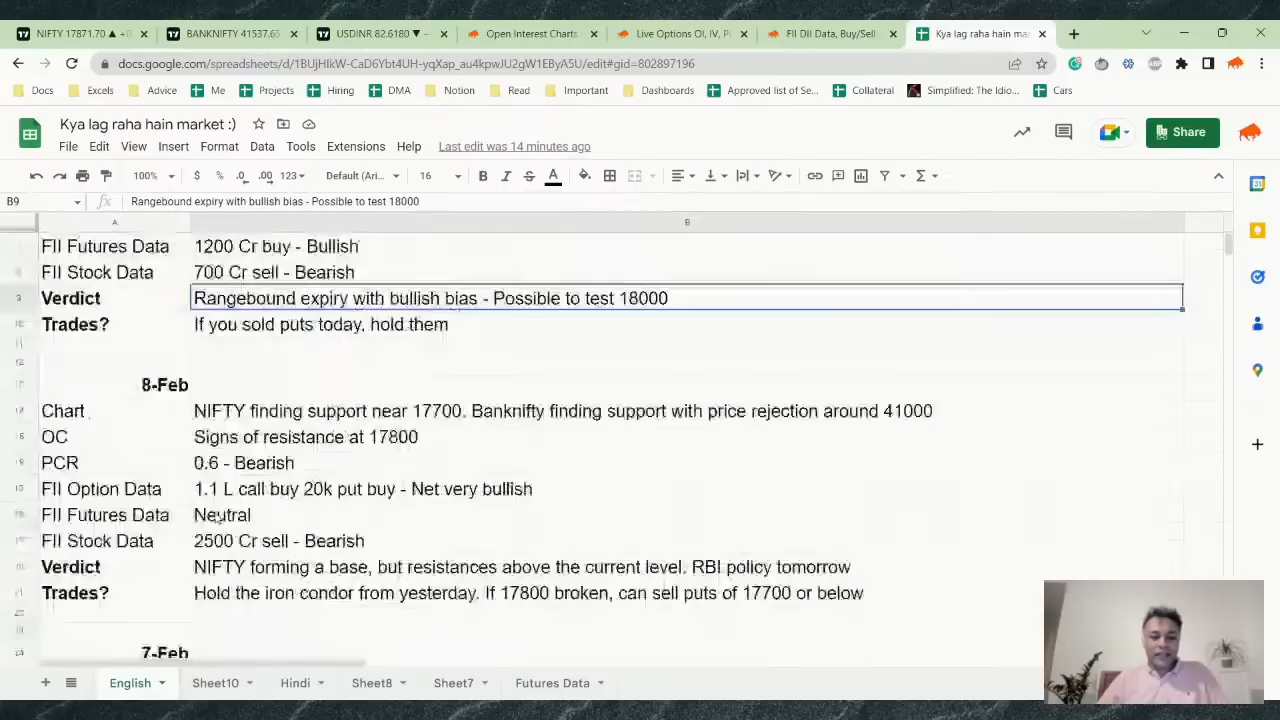 NIFTY 17871.70 ▲ +0
BANKNIFTY 41537.65
USDINR 82.6180 ▼ −
Open Interest Charts
Live Options OI, IV, P
FII DII Data, Buy/Sell
Kya lag raha hain mar
docs.google.com/spreadsheets/d/
/edit#gid=802897196
Docs Excels Advice Me Projects Hiring DMA Notion Read Important Dashboards Approved list of Se... Collateral Simplified: The Idio... Cars
Kya lag raha hain market :)
File Edit View Insert Format Data Tools Extensions Help Last edit was 14 minutes ago
Share
100% $ % .0 .00 123 Default (Ari... 16 B I S A
B9 fx Rangebound expiry with bullish bias - Possible to test 18000
A B
FII Futures Data 1200 Cr buy - Bullish
FII Stock Data 700 Cr sell - Bearish
Verdict Rangebound expiry with bullish bias - Possible to test 18000
Trades? If you sold puts today, hold them
8-Feb
Chart NIFTY finding support near 17700. Banknifty finding support with price rejection around 41000
OC Signs of resistance at 17800
PCR 0.6 - Bearish
FII Option Data 1.1 L call buy 20k put buy - Net very bullish
FII Futures Data Neutral
FII Stock Data 2500 Cr sell - Bearish
Verdict NIFTY forming a base, but resistances above the current level. RBI policy tomorrow
Trades? Hold the iron condor from yesterday. If 17800 broken, can sell puts of 17700 or below
7-Feb
English Sheet10 Hindi Sheet8 Sheet7 Futures Data